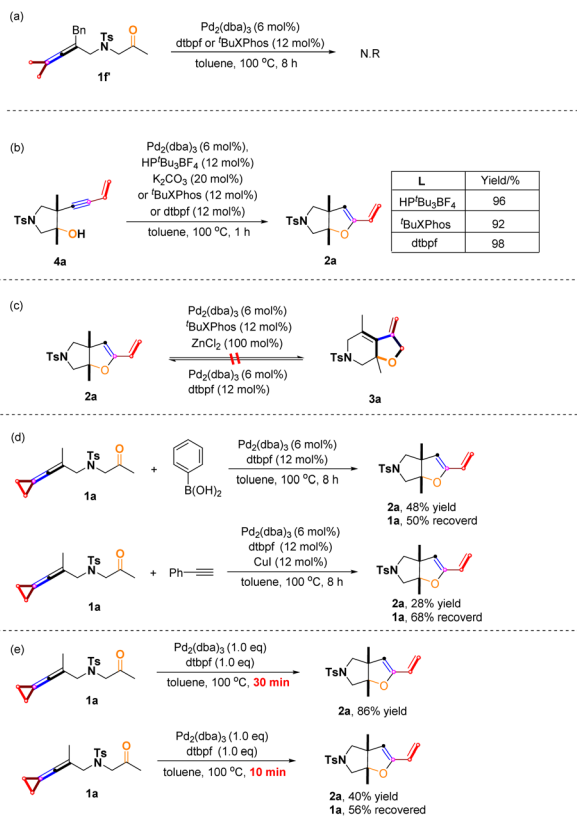 (a)
Bn
Ts
N
O
1f'
Pd2(dba)3 (6 mol%)
dtbpf or tBuXPhos (12 mol%)
toluene, 100 oC, 8 h
N.R
(b)
TsN
OH
4a
Pd2(dba)3 (6 mol%),
HPtBu3BF4 (12 mol%)
K2CO3 (20 mol%)
or tBuXPhos (12 mol%)
or dtbpf (12 mol%)
toluene, 100 oC, 1 h
TsN
O
2a
L Yield/%
HPtBu3BF4 96
tBuXPhos 92
dtbpf 98
(c)
TsN
O
2a
Pd2(dba)3 (6 mol%)
tBuXPhos (12 mol%)
ZnCl2 (100 mol%)
Pd2(dba)3 (6 mol%)
dtbpf (12 mol%)
TsN
O
3a
(d)
Ts
N
O
1a
+
B(OH)2
Pd2(dba)3 (6 mol%)
dtbpf (12 mol%)
toluene, 100 oC, 8 h
TsN
O
2a, 48% yield
1a, 50% recoverd
Ts
N
O
1a
+
Ph
Pd2(dba)3 (6 mol%)
dtbpf (12 mol%)
CuI (12 mol%)
toluene, 100 oC, 8 h
TsN
O
2a, 28% yield
1a, 68% recoverd
(e)
Ts
N
O
1a
Pd2(dba)3 (1.0 eq)
dtbpf (1.0 eq)
toluene, 100 oC, 30 min
TsN
O
2a, 86% yield
Ts
N
O
1a
Pd2(dba)3 (1.0 eq)
dtbpf (1.0 eq)
toluene, 100 oC, 10 min
TsN
O
2a, 40% yield
1a, 56% recovered